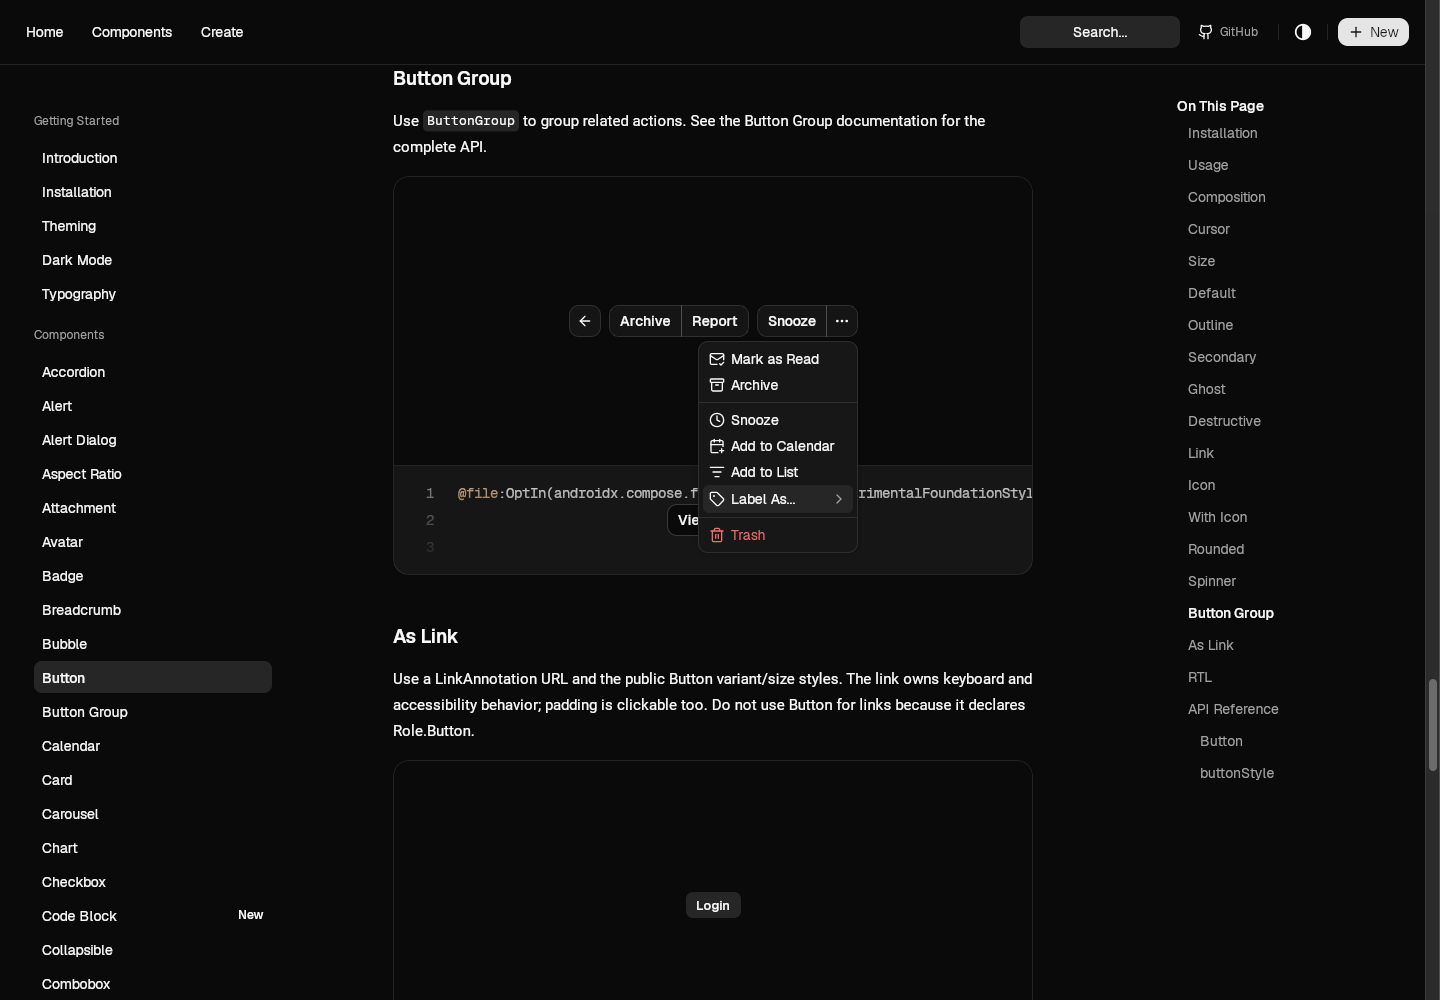 Home
Components
Create
Search...
GitHub
New
Getting Started
Introduction
Installation
Theming
Dark Mode
Typography
Components
Accordion
Alert
Alert Dialog
Aspect Ratio
Attachment
Avatar
Badge
Breadcrumb
Bubble
Button
Button Group
Calendar
Card
Carousel
Chart
Checkbox
Code Block
New
Collapsible
Combobox
Button Group
Use ButtonGroup to group related actions. See the Button Group documentation for the
complete API.
Archive
Report
Snooze
Mark as Read
Archive
Snooze
Add to Calendar
Add to List
Label As...
Trash
1 @file:OptIn(androidx.compose.f
rimentalFoundationStyl
2
3
As Link
Use a LinkAnnotation URL and the public Button variant/size styles. The link owns keyboard and
accessibility behavior; padding is clickable too. Do not use Button for links because it declares
Role.Button.
Login
On This Page
Installation
Usage
Composition
Cursor
Size
Default
Outline
Secondary
Ghost
Destructive
Link
Icon
With Icon
Rounded
Spinner
Button Group
As Link
RTL
API Reference
Button
buttonStyle